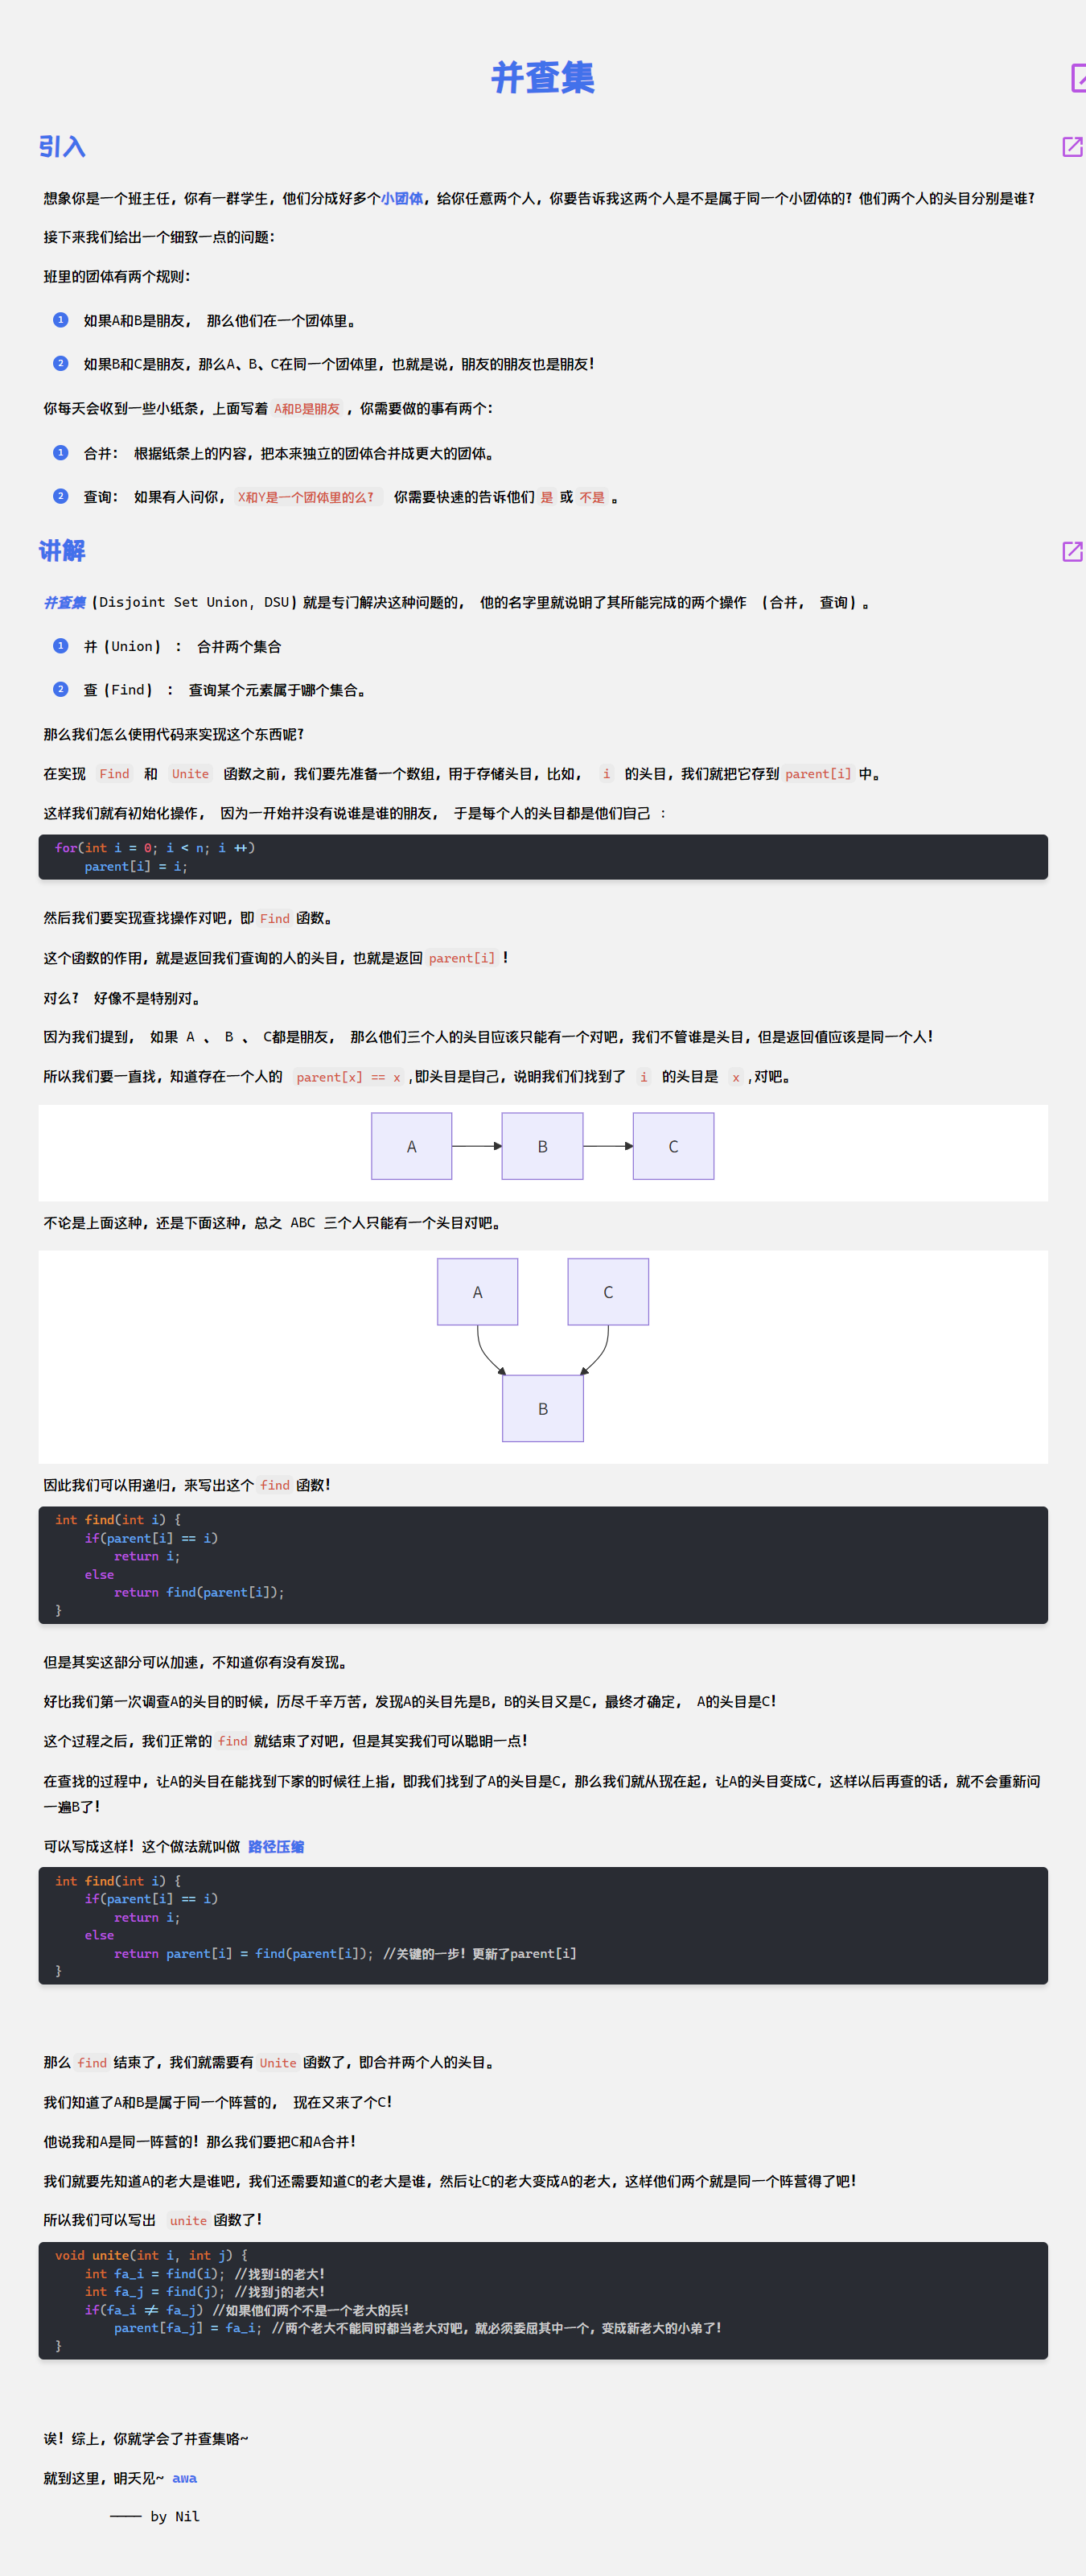 并查集
引入
想象你是一个班主任，你有一群学生，他们分成好多个小团体，给你任意两个人，你要告诉我这两个人是不是属于同一个小团体的？他们两个人的头目分别是谁？
接下来我们给出一个细致一点的问题：
班里的团体有两个规则：
1 如果A和B是朋友， 那么他们在一个团体里。
2 如果B和C是朋友，那么A、B、C在同一个团体里，也就是说，朋友的朋友也是朋友！
你每天会收到一些小纸条，上面写着 A和B是朋友 ，你需要做的事有两个：
1 合并： 根据纸条上的内容，把本来独立的团体合并成更大的团体。
2 查询： 如果有人问你， X和Y是一个团体里的么？ 你需要快速的告诉他们 是 或 不是 。
讲解
并查集 (Disjoint Set Union, DSU) 就是专门解决这种问题的， 他的名字里就说明了其所能完成的两个操作 (合并， 查询) 。
1 并 (Union) ： 合并两个集合
2 查 (Find) ： 查询某个元素属于哪个集合。
那么我们怎么使用代码来实现这个东西呢？
在实现 Find 和 Unite 函数之前，我们要先准备一个数组，用于存储头目，比如， i 的头目，我们就把它存到 parent[i] 中。
这样我们就有初始化操作， 因为一开始并没有说谁是谁的朋友， 于是每个人的头目都是他们自己 ：
for(int i = 0; i < n; i ++)
parent[i] = i;
然后我们要实现查找操作对吧，即 Find 函数。
这个函数的作用，就是返回我们查询的人的头目，也就是返回 parent[i] ！
对么？ 好像不是特别对。
因为我们提到， 如果 A 、 B 、 C都是朋友， 那么他们三个人的头目应该只能有一个对吧，我们不管谁是头目，但是返回值应该是同一个人！
所以我们要一直找，知道存在一个人的 parent[x] == x ,即头目是自己，说明我们们找到了 i 的头目是 x ,对吧。
A B C
不论是上面这种，还是下面这种，总之 ABC 三个人只能有一个头目对吧。
A C
B
因此我们可以用递归，来写出这个 find 函数！
int find(int i) {
if(parent[i] == i)
return i;
else
return find(parent[i]);
}
但是其实这部分可以加速，不知道你有没有发现。
好比我们第一次调查A的头目的时候，历尽千辛万苦，发现A的头目先是B，B的头目又是C，最终才确定， A的头目是C！
这个过程之后，我们正常的 find 就结束了对吧，但是其实我们可以聪明一点！
在查找的过程中，让A的头目在能找到下家的时候往上指，即我们找到了A的头目是C，那么我们就从现在起，让A的头目变成C，这样以后再查的话，就不会重新问
一遍B了！
可以写成这样！这个做法就叫做 路径压缩
int find(int i) {
if(parent[i] == i)
return i;
else
return parent[i] = find(parent[i]); //关键的一步！更新了parent[i]
}
那么 find 结束了，我们就需要有 Unite 函数了，即合并两个人的头目。
我们知道了A和B是属于同一个阵营的， 现在又来了个C！
他说我和A是同一阵营的！那么我们要把C和A合并！
我们就要先知道A的老大是谁吧，我们还需要知道C的老大是谁，然后让C的老大变成A的老大，这样他们两个就是同一个阵营得了吧！
所以我们可以写出 unite 函数了！
void unite(int i, int j) {
int fa_i = find(i); //找到i的老大！
int fa_j = find(j); //找到j的老大！
if(fa_i != fa_j) //如果他们两个不是一个老大的兵！
parent[fa_j] = fa_i; //两个老大不能同时都当老大对吧，就必须委屈其中一个，变成新老大的小弟了！
}
诶！综上，你就学会了并查集咯~
就到这里，明天见~ awa
—— by Nil